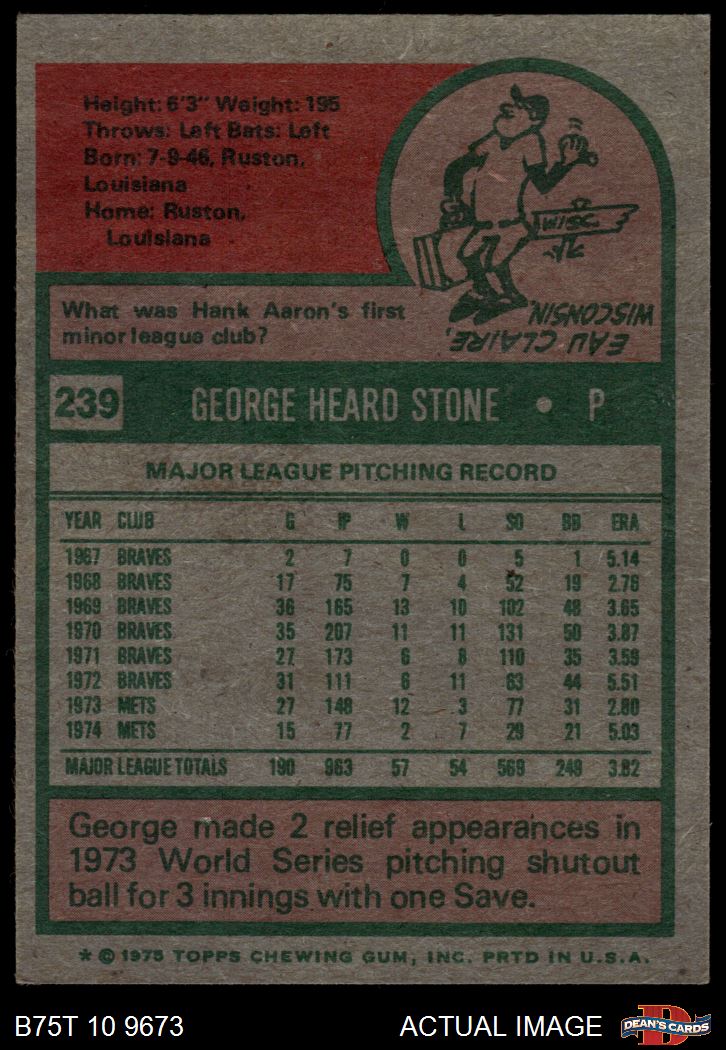 Height: 6'3" Weight: 195
Throws: Left Bats: Left
Born: 7-9-46, Ruston,
Louisiana
Home: Ruston,
Louisiana
WISC.
EAU CLAIRE,
WISCONSIN.
What was Hank Aaron's first
minor league club?
239 GEORGE HEARD STONE • P
MAJOR LEAGUE PITCHING RECORD
YEAR CLUB G IP W L SO BB ERA
1967 BRAVES 2 7 0 0 5 1 5.14
1968 BRAVES 17 75 7 4 52 19 2.76
1969 BRAVES 36 165 13 10 102 48 3.65
1970 BRAVES 35 207 11 11 131 50 3.87
1971 BRAVES 27 173 6 8 110 35 3.59
1972 BRAVES 31 111 6 11 63 44 5.51
1973 METS 27 148 12 3 77 31 2.80
1974 METS 15 77 2 7 29 21 5.03
MAJOR LEAGUE TOTALS 190 963 57 54 569 249 3.82
George made 2 relief appearances in
1973 World Series pitching shutout
ball for 3 innings with one Save.
* © 1975 TOPPS CHEWING GUM, INC. PRTD IN U.S.A.
B75T 10 9673 ACTUAL IMAGE
DEAN'S CARDS